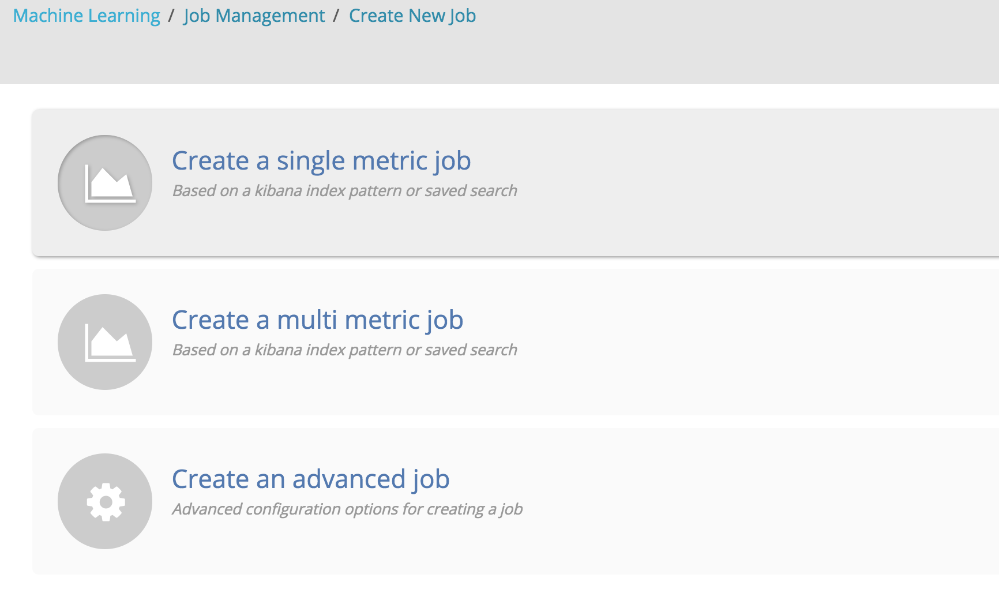 Machine Learning / Job Management / Create New Job
Create a single metric job
Based on a kibana index pattern or saved search
Create a multi metric job
Based on a kibana index pattern or saved search
Create an advanced job
Advanced configuration options for creating a job